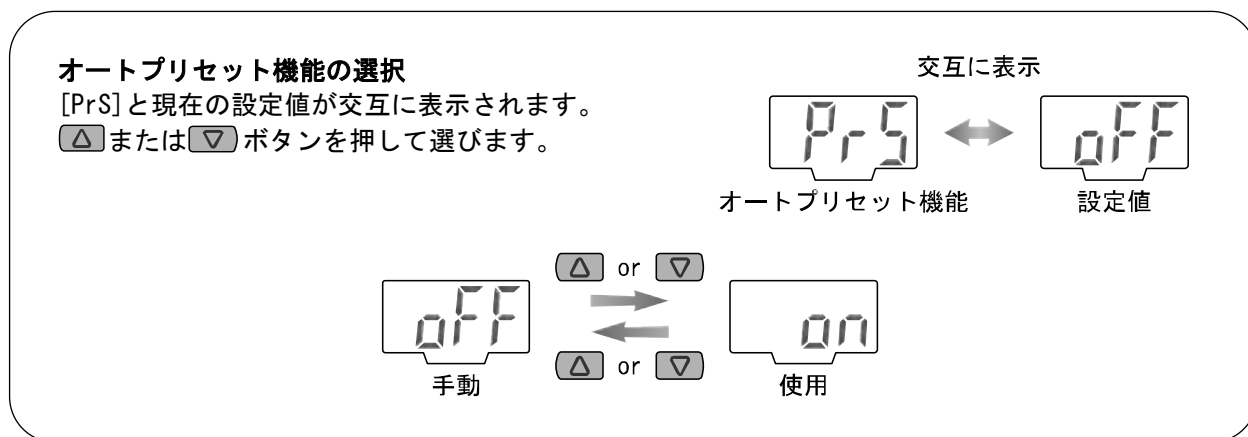 オートプリセット機能の選択
[PrS]と現在の設定値が交互に表示されます。
△または▽ボタンを押して選びます。
交互に表示
PrS oFF
オートプリセット機能 設定値
△ or ▽
oFF on
△ or ▽
手動 使用